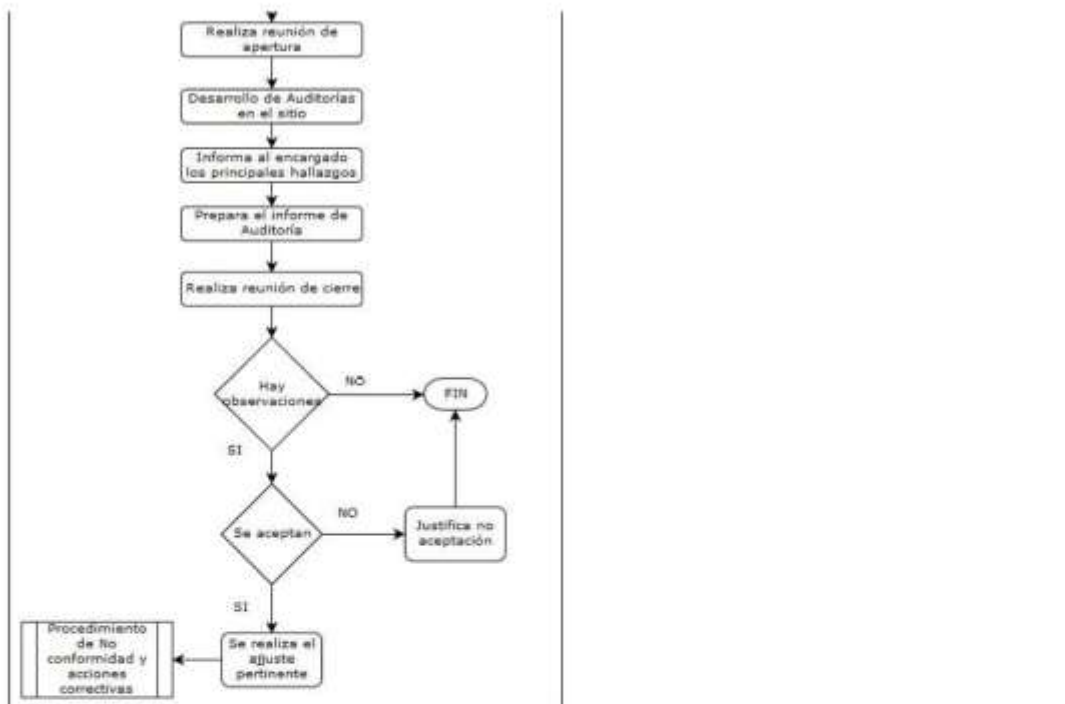 Realiza reunión de
apertura
Desarrollo de Auditorías
en el sitio
Informa al encargado
los principales hallazgos
Prepara el informe de
Auditoría
Realiza reunión de cierre
Hay
observaciones
NO
FIN
SI
Se aceptan
NO
Justifica no
aceptación
SI
Se realiza el
ajuste
pertinente
Procedimiento
de No
conformidad y
acciones
correctivas